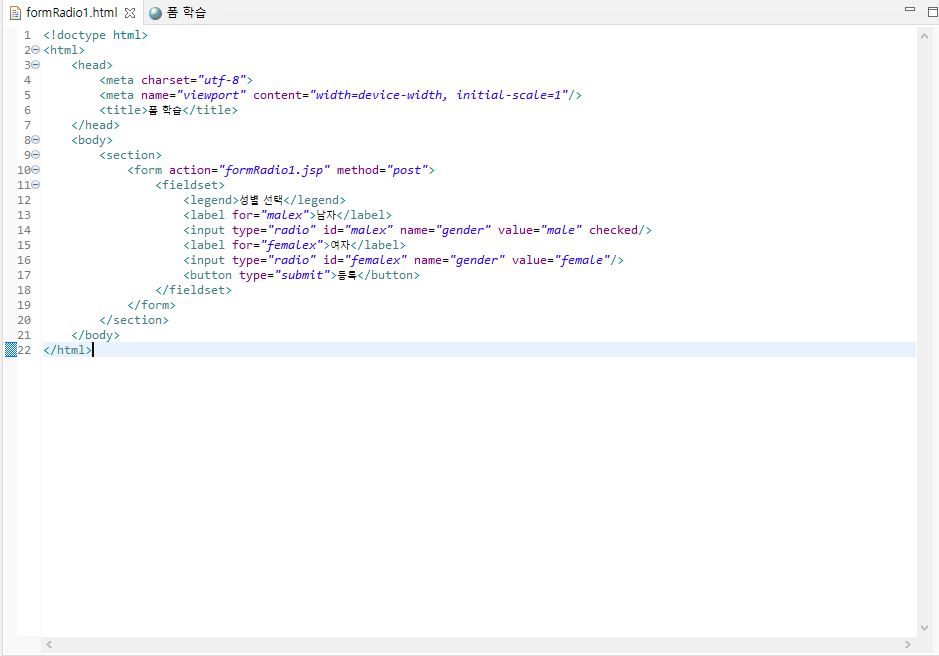 formRadio1.html 폼 학습
1 <!doctype html>
2 <html>
3     <head>
4         <meta charset="utf-8">
5         <meta name="viewport" content="width=device-width, initial-scale=1"/>
6         <title>폼 학습</title>
7     </head>
8     <body>
9         <section>
10             <form action="formRadio1.jsp" method="post">
11                 <fieldset>
12                     <legend>성별 선택</legend>
13                     <label for="malex">남자</label>
14                     <input type="radio" id="malex" name="gender" value="male" checked/>
15                     <label for="femalex">여자</label>
16                     <input type="radio" id="femalex" name="gender" value="female"/>
17                     <button type="submit">등록</button>
18                 </fieldset>
19             </form>
20         </section>
21     </body>
22 </html>